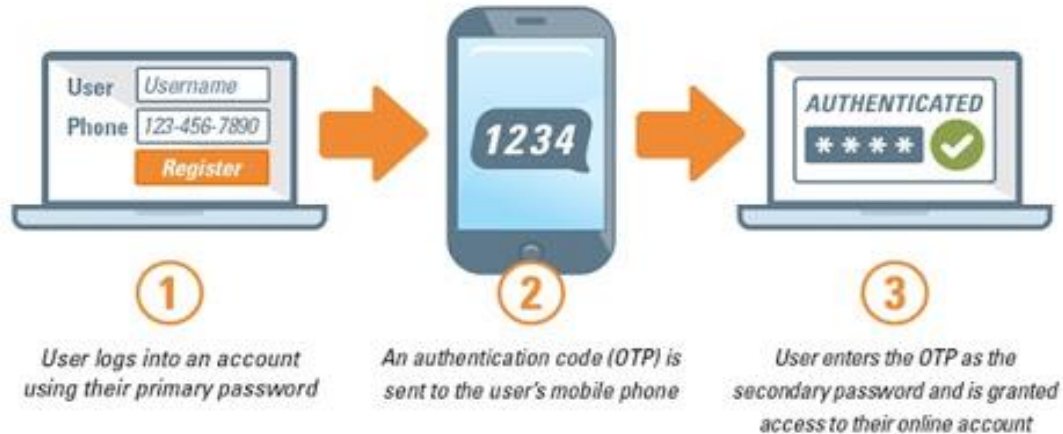 User Username
Phone 123-456-7890
Register
1234
AUTHENTICATED
* * * *
1
User logs into an account
using their primary password
2
An authentication code (OTP) is
sent to the user's mobile phone
3
User enters the OTP as the
secondary password and is granted
access to their online account